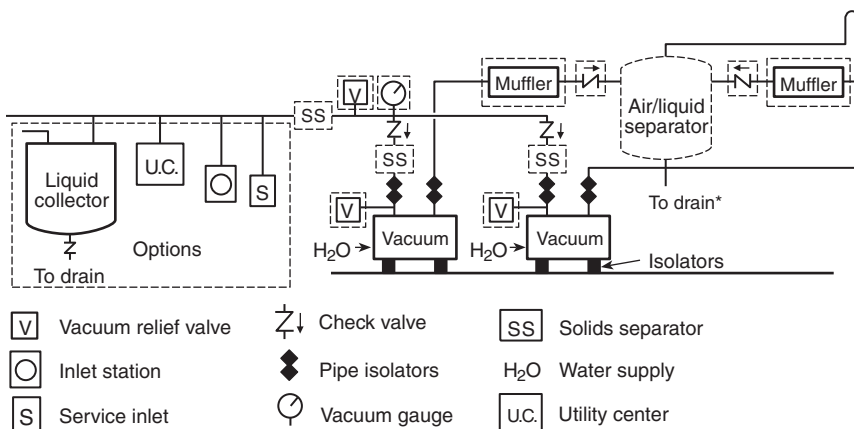 Muffler
Muffler
Air/liquid
separator
SS
V
SS
SS
U.C.
S
Liquid
collector
Options
To drain
V
V
To drain*
H₂O
Vacuum
H₂O
Vacuum
Isolators
V Vacuum relief valve
Check valve
SS Solids separator
Inlet station
Pipe isolators
H₂O Water supply
S Service inlet
Vacuum gauge
U.C. Utility center